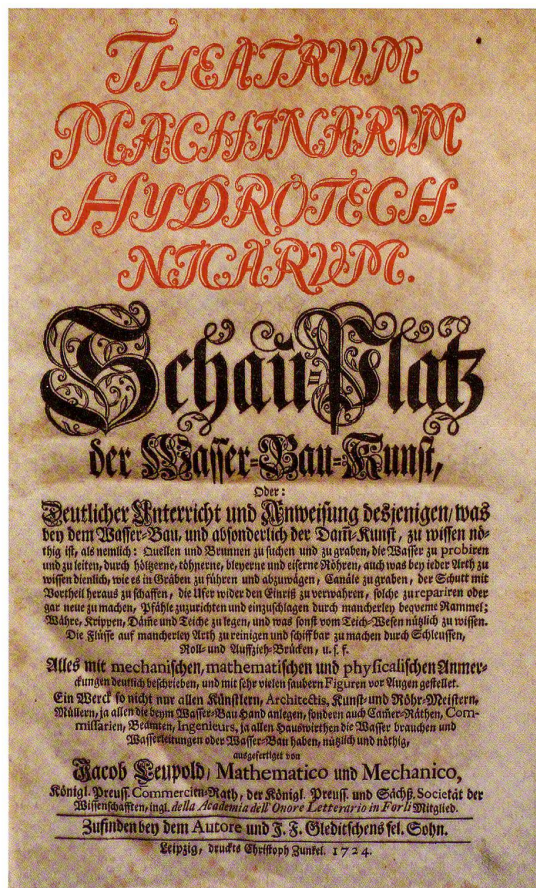 THEATRUM
MACHINARUM
HYDROTECH-
NICARUM.
SchauPlatz
der Wasser-Bau-Kunst,
Oder:
Deutlicher Unterricht und Anweisung desjenigen, was
bey dem Wasser-Bau, und absonderlich der Dam̃-Kunst, zu wissen nö-
thig ist, als nemlich: Quellen und Brunnen zu suchen und zu graben, die Wasser zu probiren
und zu leiten, durch höltzerne, töhnerne, bleyerne und eiserne Röhren, auch was bey jeder Arth zu
wissen dienlich, wie es in Gräben zu führen und abzuwägen, Canäle zu graben, der Schutt mit
Vortheil heraus zu schaffen, die Ufer wider den Einriß zu verwahren, solche zu repariren oder
gar neue zu machen, Pfähle zuzurichten und einzuschlagen durch mancherley beqveme Rammel;
Währe, Krippen, Däm̃e und Teiche zu legen, und was sonst vom Teich-Wesen nützlich zu wissen.
Die Flüsse auf mancherley Arth zu reinigen und schiffbar zu machen durch Schleussen,
Roll- und Auffzieh-Brücken, u. s. f.
Alles mit mechanischen, mathematischen und physicalischen Anmer-
ckungen deutlich beschrieben, und mit sehr vielen saubern Figuren vor Augen gestellet.
Ein Werck so nicht nur allen Künstlern, Architectis, Kunst- und Röhr-Meistern,
Müllern, ja allen die beym Wasser-Bau Hand anlegen, sondern auch Cam̃er-Räthen, Com-
missarien, Beamten, Ingenieurs, ja allen Hauswirthen die Wasser brauchen und
Wasserleitungen oder Wasser-Bau haben, nützlich und nöthig,
ausgefertiget von
Jacob Leupold, Mathematico und Mechanico,
Königl. Preuss. Commercien-Rath, der Königl. Preuss. und Sächß. Societät der
Wissenschafften, ingl. della Academia dell' Onore Letterario in Forli Mitglied.
Zufinden bey dem Autore und J. F. Gleditschens sel. Sohn.
Leipzig, druckts Christoph Zunkel. 1724.